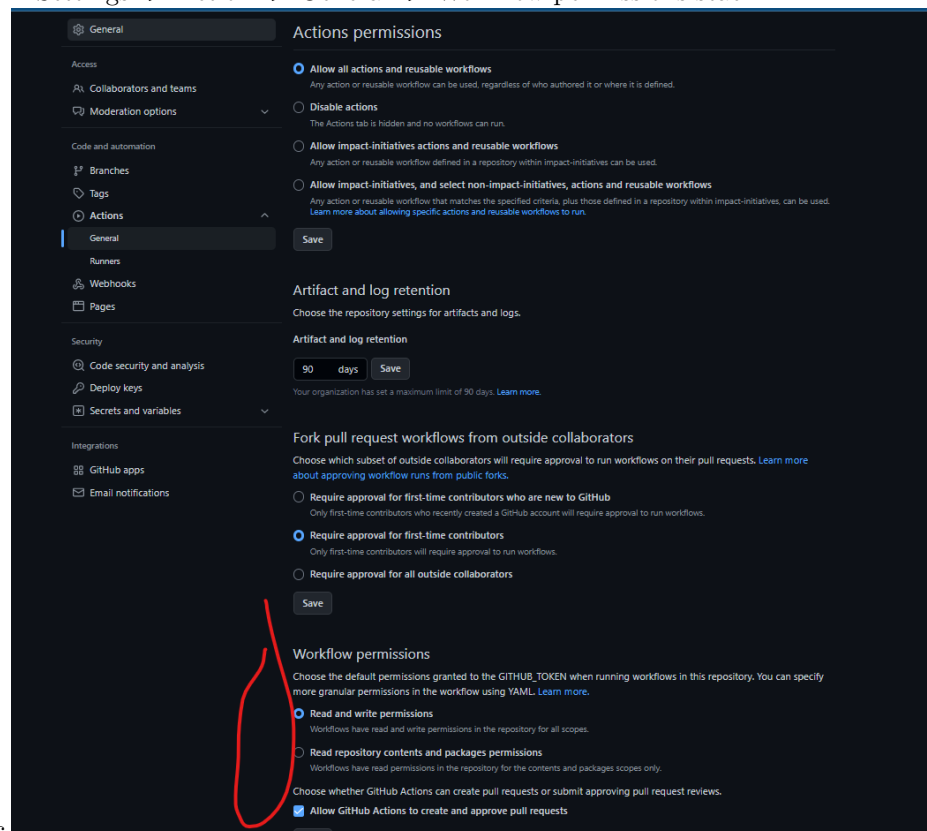 General
Access
Collaborators and teams
Moderation options
Code and automation
Branches
Tags
Actions
General
Runners
Webhooks
Pages
Security
Code security and analysis
Deploy keys
Secrets and variables
Integrations
GitHub apps
Email notifications
Actions permissions
Allow all actions and reusable workflows
Any action or reusable workflow can be used, regardless of who authored it or where it is defined.
Disable actions
The Actions tab is hidden and no workflows can run.
Allow impact-initiatives actions and reusable workflows
Any action or reusable workflow defined in a repository within impact-initiatives can be used.
Allow impact-initiatives, and select non-impact-initiatives, actions and reusable workflows
Any action or reusable workflow that matches the specified criteria, plus those defined in a repository within impact-initiatives, can be used.
Learn more about allowing specific actions and reusable workflows to run.
Save
Artifact and log retention
Choose the repository settings for artifacts and logs.
Artifact and log retention
90 days Save
Your organization has set a maximum limit of 90 days. Learn more.
Fork pull request workflows from outside collaborators
Choose which subset of outside collaborators will require approval to run workflows on their pull requests. Learn more
about approving workflow runs from public forks.
Require approval for first-time contributors who are new to GitHub
Only first-time contributors who recently created a GitHub account will require approval to run workflows.
Require approval for first-time contributors
Only first-time contributors will require approval to run workflows.
Require approval for all outside collaborators
Save
Workflow permissions
Choose the default permissions granted to the GITHUB_TOKEN when running workflows in this repository. You can specify
more granular permissions in the workflow using YAML. Learn more.
Read and write permissions
Workflows have read and write permissions in the repository for all scopes.
Read repository contents and packages permissions
Workflows have read permissions in the repository for the contents and packages scopes only.
Choose whether GitHub Actions can create pull requests or submit approving pull request reviews.
Allow GitHub Actions to create and approve pull requests